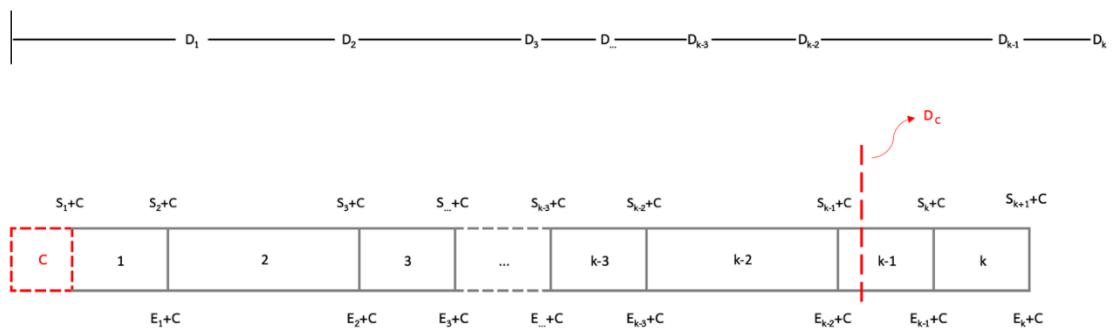 D₁ D₂ D₃ D... Dₖ₋₃ Dₖ₋₂ Dₖ₋₁ Dₖ
D_C
S₁+C S₂+C S₃+C S...+C Sₖ₋₃+C Sₖ₋₂+C Sₖ₋₁+C Sₖ+C Sₖ₊₁+C
C 1 2 3 ... k-3 k-2 k-1 k
E₁+C E₂+C E₃+C E...+C Eₖ₋₃+C Eₖ₋₂+C Eₖ₋₁+C Eₖ+C